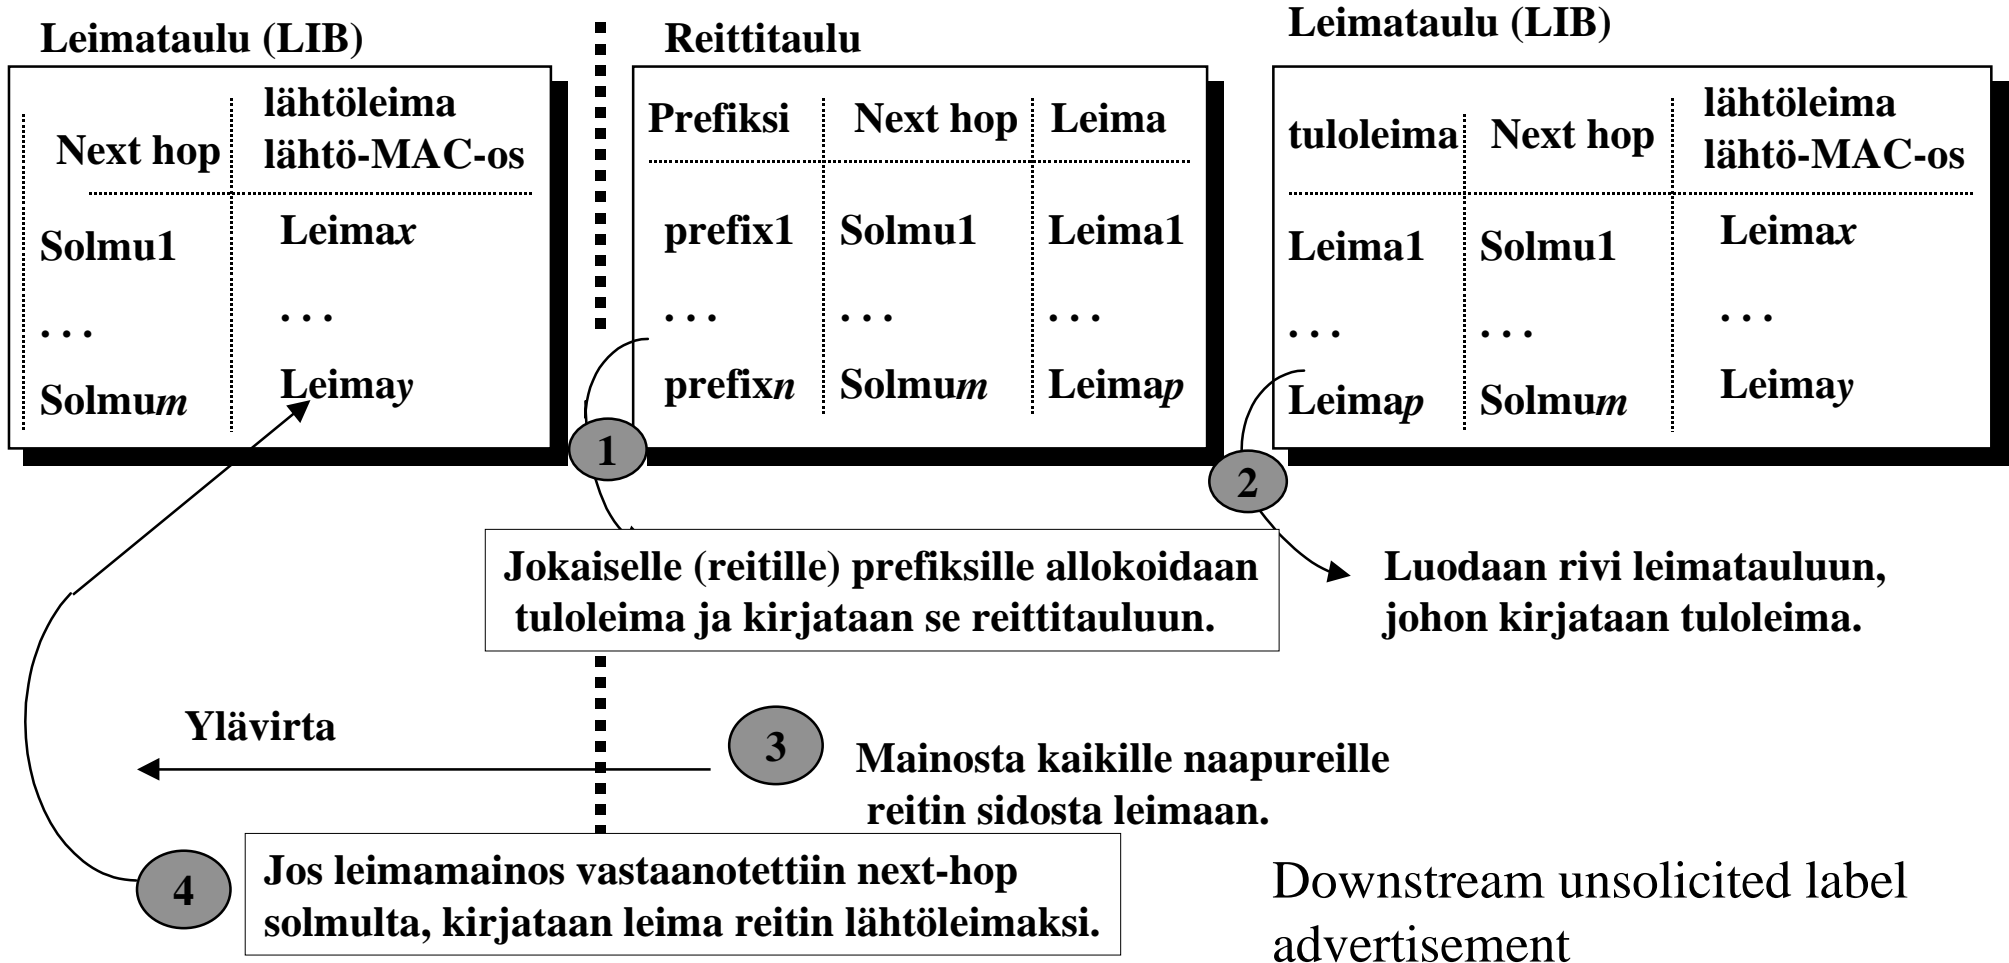 Leimataulu (LIB)
Next hop
lähtöleima
lähtö-MAC-os
Solmu1 Leimax
. . . . . .
Solmum Leimay
Reittitaulu
Prefiksi Next hop Leima
prefix1 Solmu1 Leima1
. . . . . . . . .
prefixn Solmum Leimap
Leimataulu (LIB)
tuloleima Next hop
lähtöleima
lähtö-MAC-os
Leima1 Solmu1 Leimax
. . . . . . . . .
Leimap Solmum Leimay
1
Jokaiselle (reitille) prefiksille allokoidaan
tuloleima ja kirjataan se reittitauluun.
2
Luodaan rivi leimatauluun,
johon kirjataan tuloleima.
Ylävirta
3
Mainosta kaikille naapureille
reitin sidosta leimaan.
4
Jos leimamainos vastaanotettiin next-hop
solmulta, kirjataan leima reitin lähtöleimaksi.
Downstream unsolicited label
advertisement